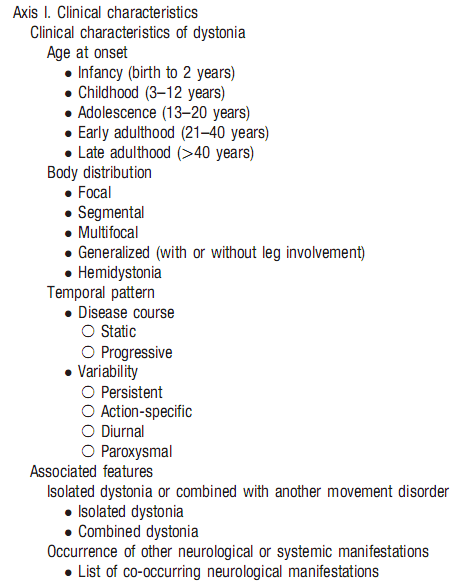 Axis I. Clinical characteristics
Clinical characteristics of dystonia
Age at onset
● Infancy (birth to 2 years)
● Childhood (3–12 years)
● Adolescence (13–20 years)
● Early adulthood (21–40 years)
● Late adulthood (>40 years)
Body distribution
● Focal
● Segmental
● Multifocal
● Generalized (with or without leg involvement)
● Hemidystonia
Temporal pattern
● Disease course
○ Static
○ Progressive
● Variability
○ Persistent
○ Action-specific
○ Diurnal
○ Paroxysmal
Associated features
Isolated dystonia or combined with another movement disorder
● Isolated dystonia
● Combined dystonia
Occurrence of other neurological or systemic manifestations
● List of co-occurring neurological manifestations